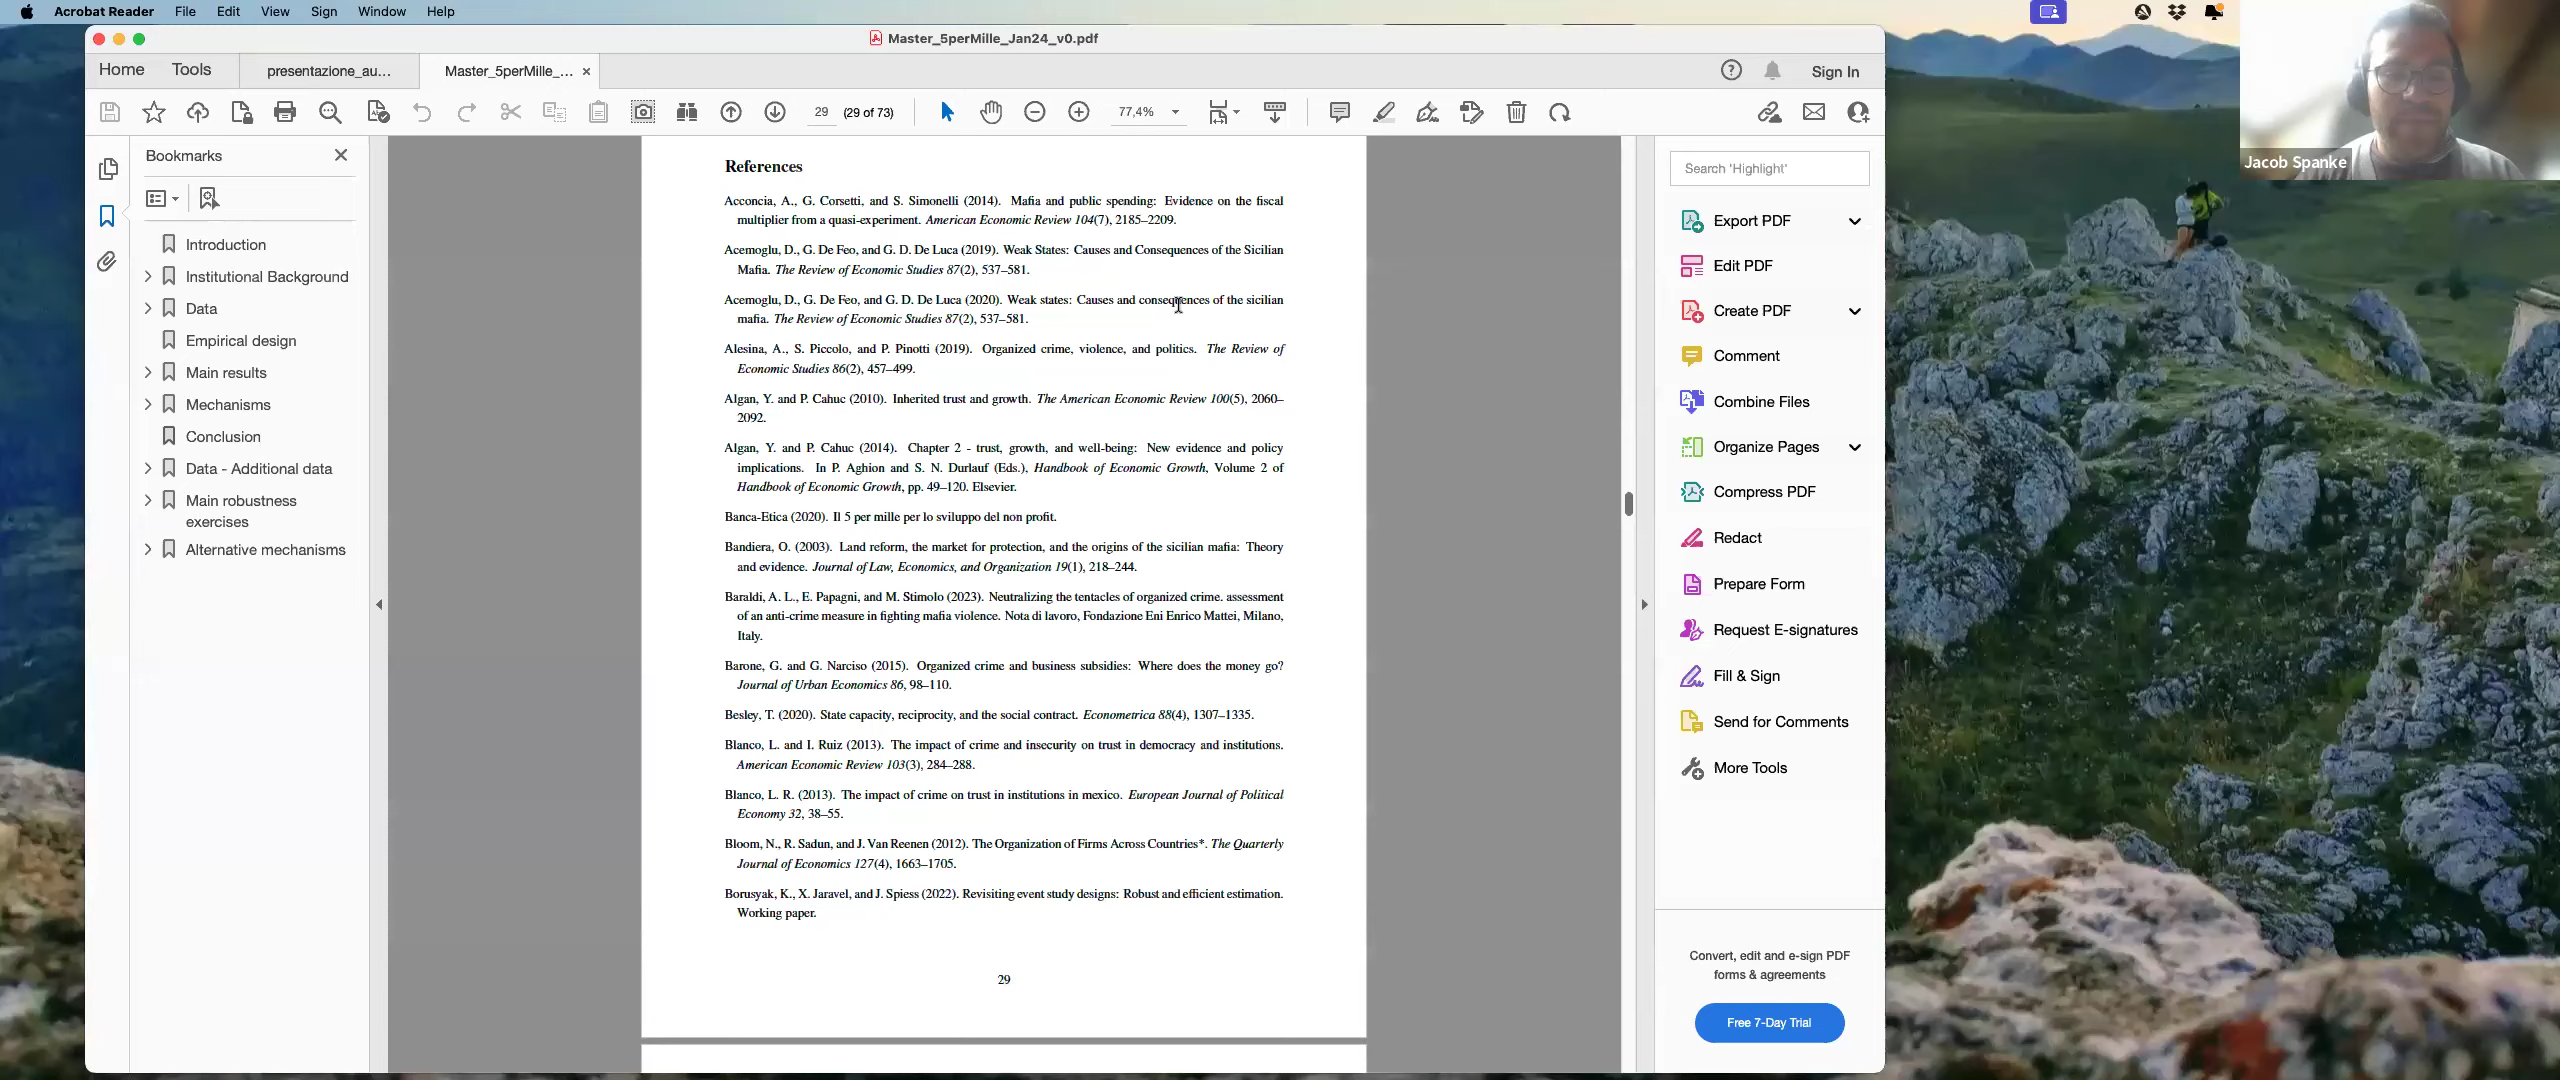 Acrobat Reader File Edit View Sign Window Help
Master_5perMille_Jan24_v0.pdf
Home Tools presentazione_au... Master_5perMille_... × Sign In
29 (29 of 73) 77,4%
Bookmarks
Introduction
Institutional Background
Data
Empirical design
Main results
Mechanisms
Conclusion
Data - Additional data
Main robustness
exercises
Alternative mechanisms
References
Acconcia, A., G. Corsetti, and S. Simonelli (2014). Mafia and public spending: Evidence on the fiscal
multiplier from a quasi-experiment. American Economic Review 104(7), 2185–2209.
Acemoglu, D., G. De Feo, and G. D. De Luca (2019). Weak States: Causes and Consequences of the Sicilian
Mafia. The Review of Economic Studies 87(2), 537–581.
Acemoglu, D., G. De Feo, and G. D. De Luca (2020). Weak states: Causes and consequences of the sicilian
mafia. The Review of Economic Studies 87(2), 537–581.
Alesina, A., S. Piccolo, and P. Pinotti (2019). Organized crime, violence, and politics. The Review of
Economic Studies 86(2), 457–499.
Algan, Y. and P. Cahuc (2010). Inherited trust and growth. The American Economic Review 100(5), 2060–
2092.
Algan, Y. and P. Cahuc (2014). Chapter 2 - trust, growth, and well-being: New evidence and policy
implications. In P. Aghion and S. N. Durlauf (Eds.), Handbook of Economic Growth, Volume 2 of
Handbook of Economic Growth, pp. 49–120. Elsevier.
Banca-Etica (2020). Il 5 per mille per lo sviluppo del non profit.
Bandiera, O. (2003). Land reform, the market for protection, and the origins of the sicilian mafia: Theory
and evidence. Journal of Law, Economics, and Organization 19(1), 218–244.
Baraldi, A. L., E. Papagni, and M. Stimolo (2023). Neutralizing the tentacles of organized crime. assessment
of an anti-crime measure in fighting mafia violence. Nota di lavoro, Fondazione Eni Enrico Mattei, Milano,
Italy.
Barone, G. and G. Narciso (2015). Organized crime and business subsidies: Where does the money go?
Journal of Urban Economics 86, 98–110.
Besley, T. (2020). State capacity, reciprocity, and the social contract. Econometrica 88(4), 1307–1335.
Blanco, L. and I. Ruiz (2013). The impact of crime and insecurity on trust in democracy and institutions.
American Economic Review 103(3), 284–288.
Blanco, L. R. (2013). The impact of crime on trust in institutions in mexico. European Journal of Political
Economy 32, 38–55.
Bloom, N., R. Sadun, and J. Van Reenen (2012). The Organization of Firms Across Countries*. The Quarterly
Journal of Economics 127(4), 1663–1705.
Borusyak, K., X. Jaravel, and J. Spiess (2022). Revisiting event study designs: Robust and efficient estimation.
Working paper.
29
Search 'Highlight'
Export PDF
Edit PDF
Create PDF
Comment
Combine Files
Organize Pages
Compress PDF
Redact
Prepare Form
Request E-signatures
Fill & Sign
Send for Comments
More Tools
Convert, edit and e-sign PDF
forms & agreements
Free 7-Day Trial
Jacob Spanke